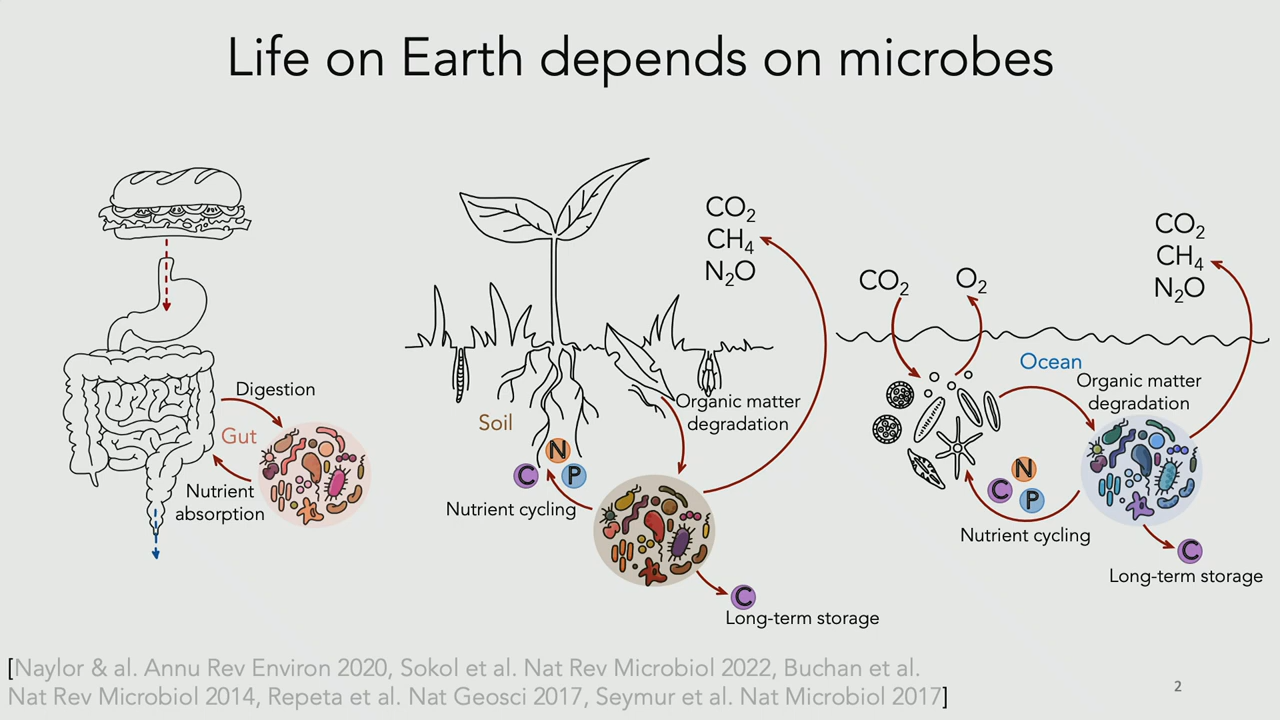 Life on Earth depends on microbes
Digestion
Gut
Nutrient
absorption
CO₂
CH₄
N₂O
Soil
Organic matter
degradation
N
C
P
Nutrient cycling
C
Long-term storage
CO₂
O₂
CO₂
CH₄
N₂O
Ocean
Organic matter
degradation
N
C
P
Nutrient cycling
C
Long-term storage
[Naylor & al. Annu Rev Environ 2020, Sokol et al. Nat Rev Microbiol 2022, Buchan et al.
Nat Rev Microbiol 2014, Repeta et al. Nat Geosci 2017, Seymur et al. Nat Microbiol 2017]
2